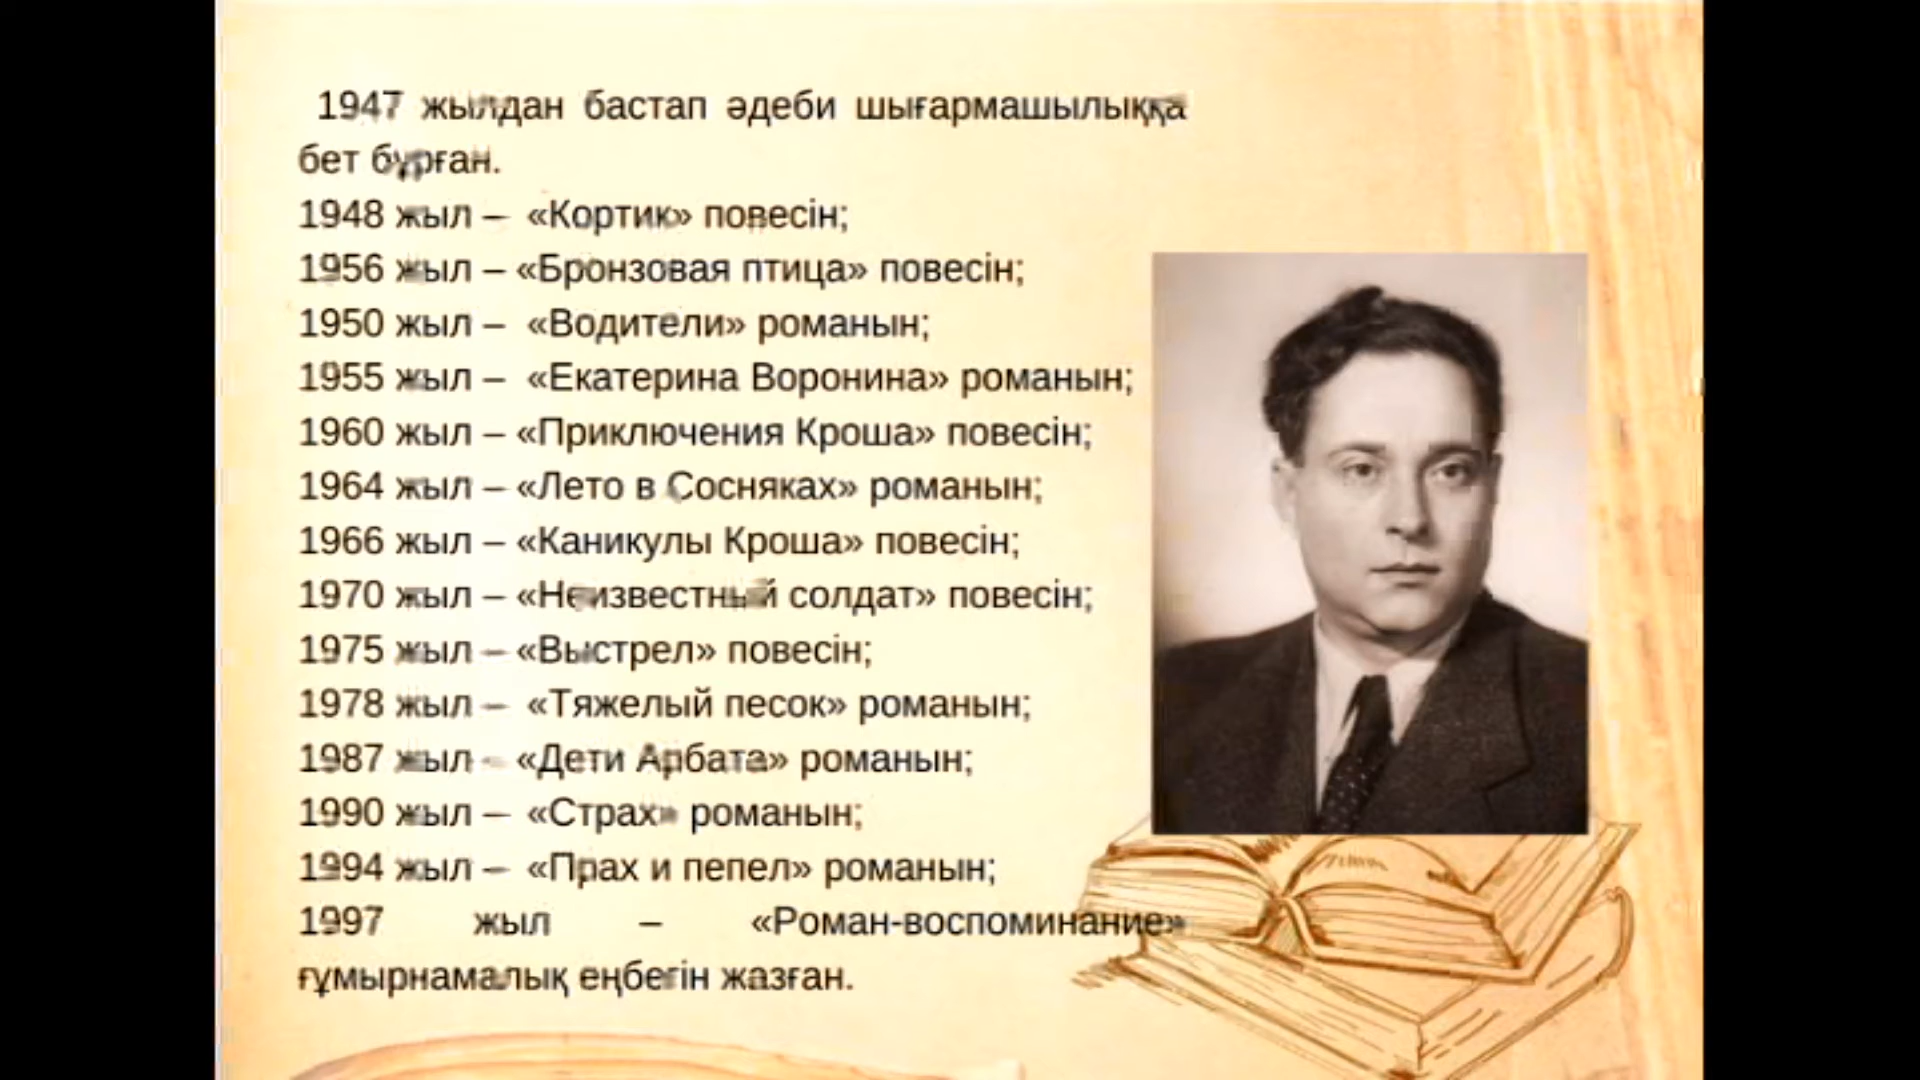 1947 жылдан бастап әдеби шығармашылыққа
бет бұрған.
1948 жыл – «Кортик» повесін;
1956 жыл – «Бронзовая птица» повесін;
1950 жыл – «Водители» романын;
1955 жыл – «Екатерина Воронина» романын;
1960 жыл – «Приключения Кроша» повесін;
1964 жыл – «Лето в Сосняках» романын;
1966 жыл – «Каникулы Кроша» повесін;
1970 жыл – «Неизвестный солдат» повесін;
1975 жыл – «Выстрел» повесін;
1978 жыл – «Тяжелый песок» романын;
1987 жыл – «Дети Арбата» романын;
1990 жыл – «Страх» романын;
1994 жыл – «Прах и пепел» романын;
1997 жыл – «Роман-воспоминание»
ғұмырнамалық еңбегін жазған.